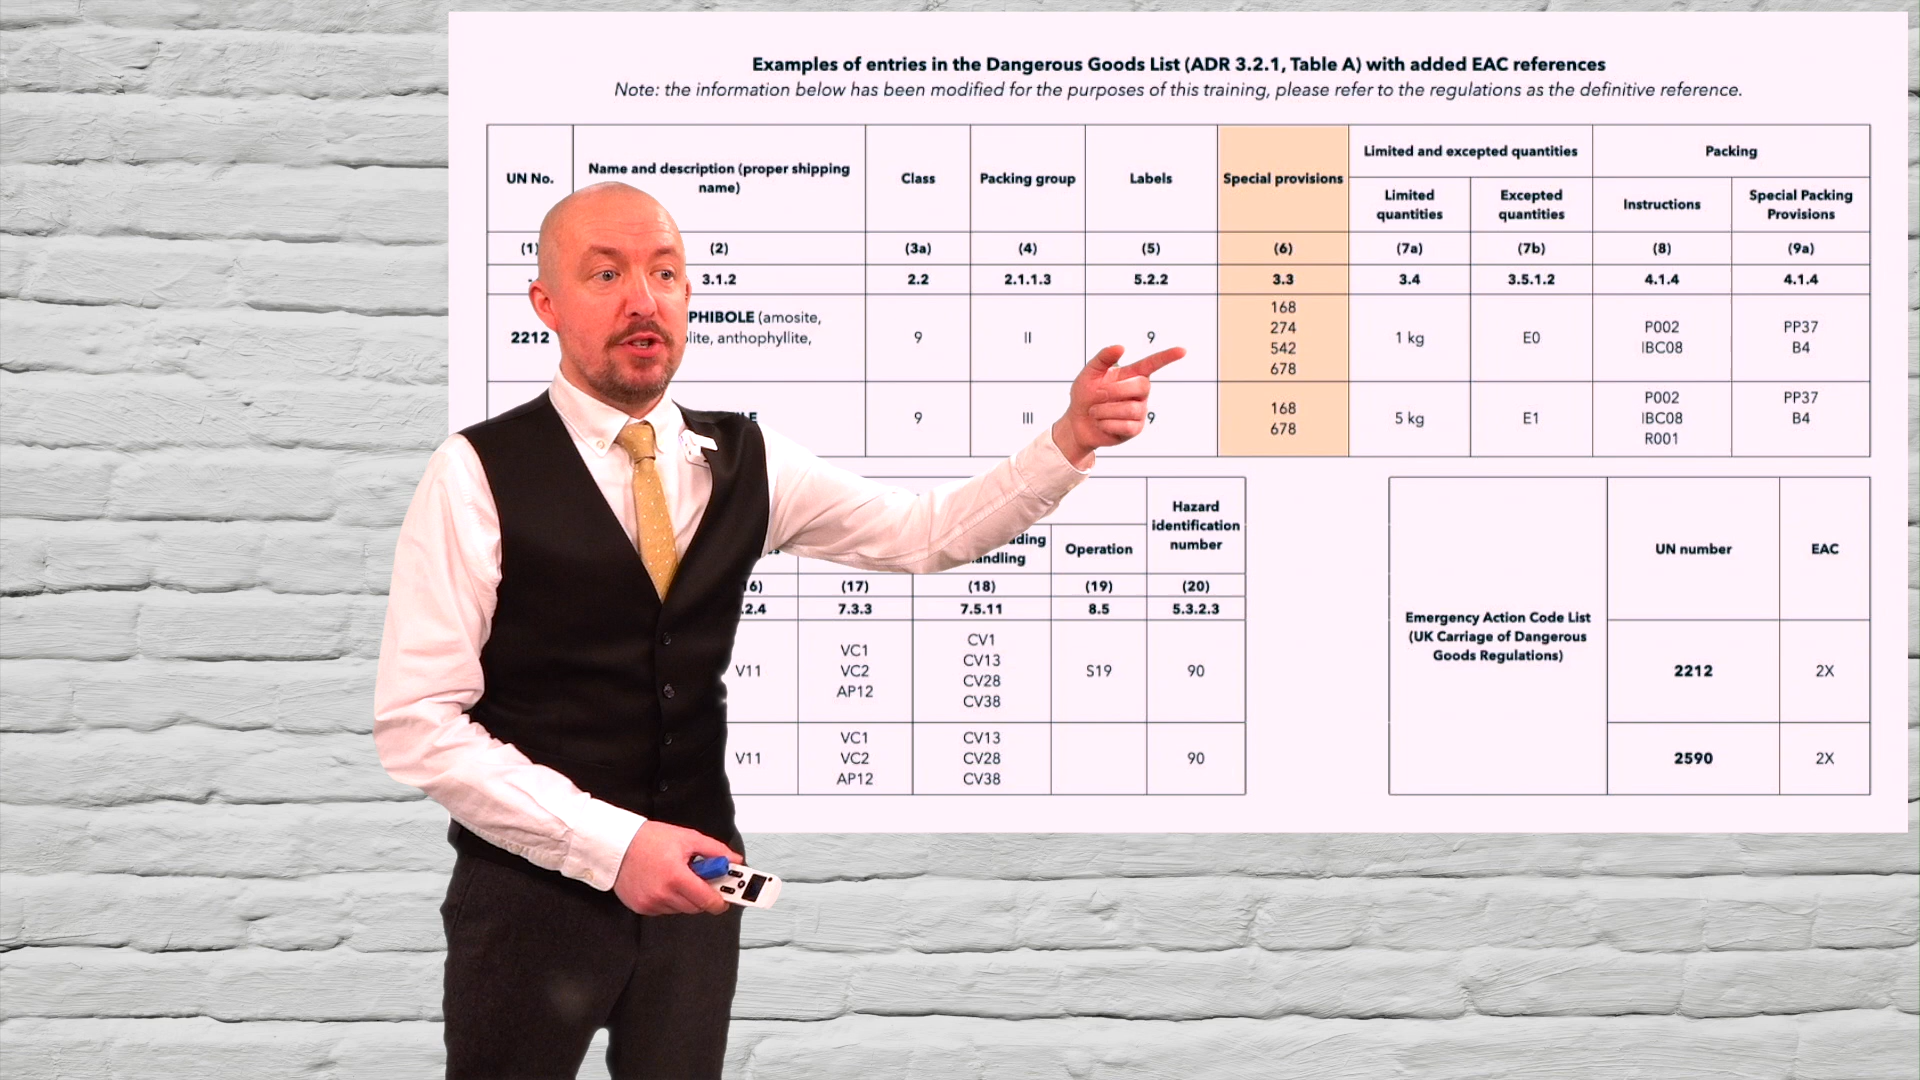 Examples of entries in the Dangerous Goods List (ADR 3.2.1, Table A) with added EAC references
Note: the information below has been modified for the purposes of this training, please refer to the regulations as the definitive reference.
UN No.
Name and description (proper shipping
name)
Class
Packing group
Labels
Special provisions
Limited and excepted quantities
Packing
Limited
quantities
Excepted
quantities
Instructions
Special Packing
Provisions
(1)
(2)
(3a)
(4)
(5)
(6)
(7a)
(7b)
(8)
(9a)
3.1.2
2.2
2.1.1.3
5.2.2
3.3
3.4
3.5.1.2
4.1.4
4.1.4
2212
(amosite,
anthophyllite,
9
II
9
168
274
542
678
1 kg
E0
P002
IBC08
PP37
B4
9
III
9
168
678
5 kg
E1
P002
IBC08
R001
PP37
B4
Operation
Hazard
identification
number
(17)
(18)
(19)
(20)
7.3.3
7.5.11
8.5
5.3.2.3
V11
VC1
VC2
AP12
CV1
CV13
CV28
CV38
S19
90
V11
VC1
VC2
AP12
CV13
CV28
CV38
90
Emergency Action Code List
(UK Carriage of Dangerous
Goods Regulations)
UN number
EAC
2212
2X
2590
2X